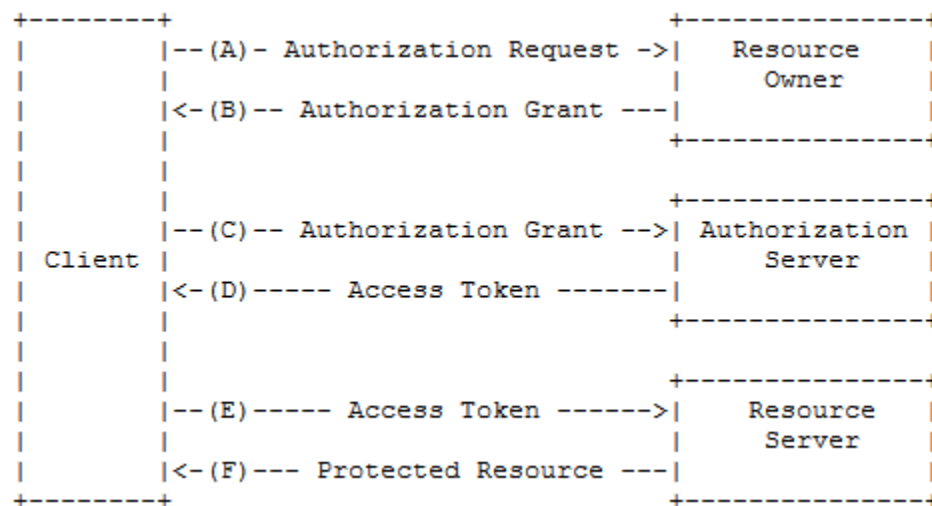 +--------+                               +---------------+
|        |--(A)- Authorization Request ->|   Resource    |
|        |                               |     Owner     |
|        |<-(B)-- Authorization Grant ---|               |
|        |                               +---------------+
|        |
|        |                               +---------------+
|        |--(C)-- Authorization Grant -->| Authorization |
| Client |                               |     Server    |
|        |<-(D)----- Access Token -------|               |
|        |                               +---------------+
|        |
|        |                               +---------------+
|        |--(E)----- Access Token ------>|    Resource   |
|        |                               |     Server    |
|        |<-(F)--- Protected Resource ---|               |
+--------+                               +---------------+